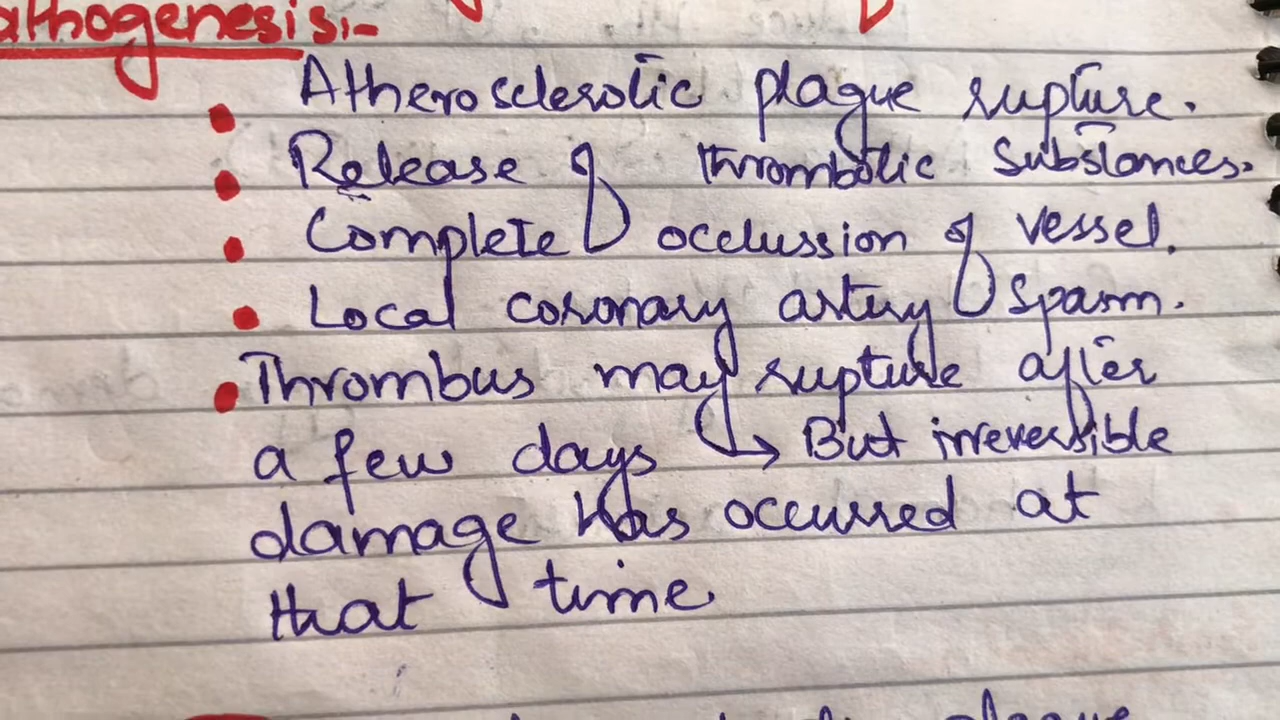 athogenesis:-
Atherosclerotic plague rupture.
Release of thrombotic substances.
Complete occlussion of vessel.
Local coronary artery spasm.
Thrombus may rupture after
a few days → But irreversible
damage has occurred at
that time
plaque